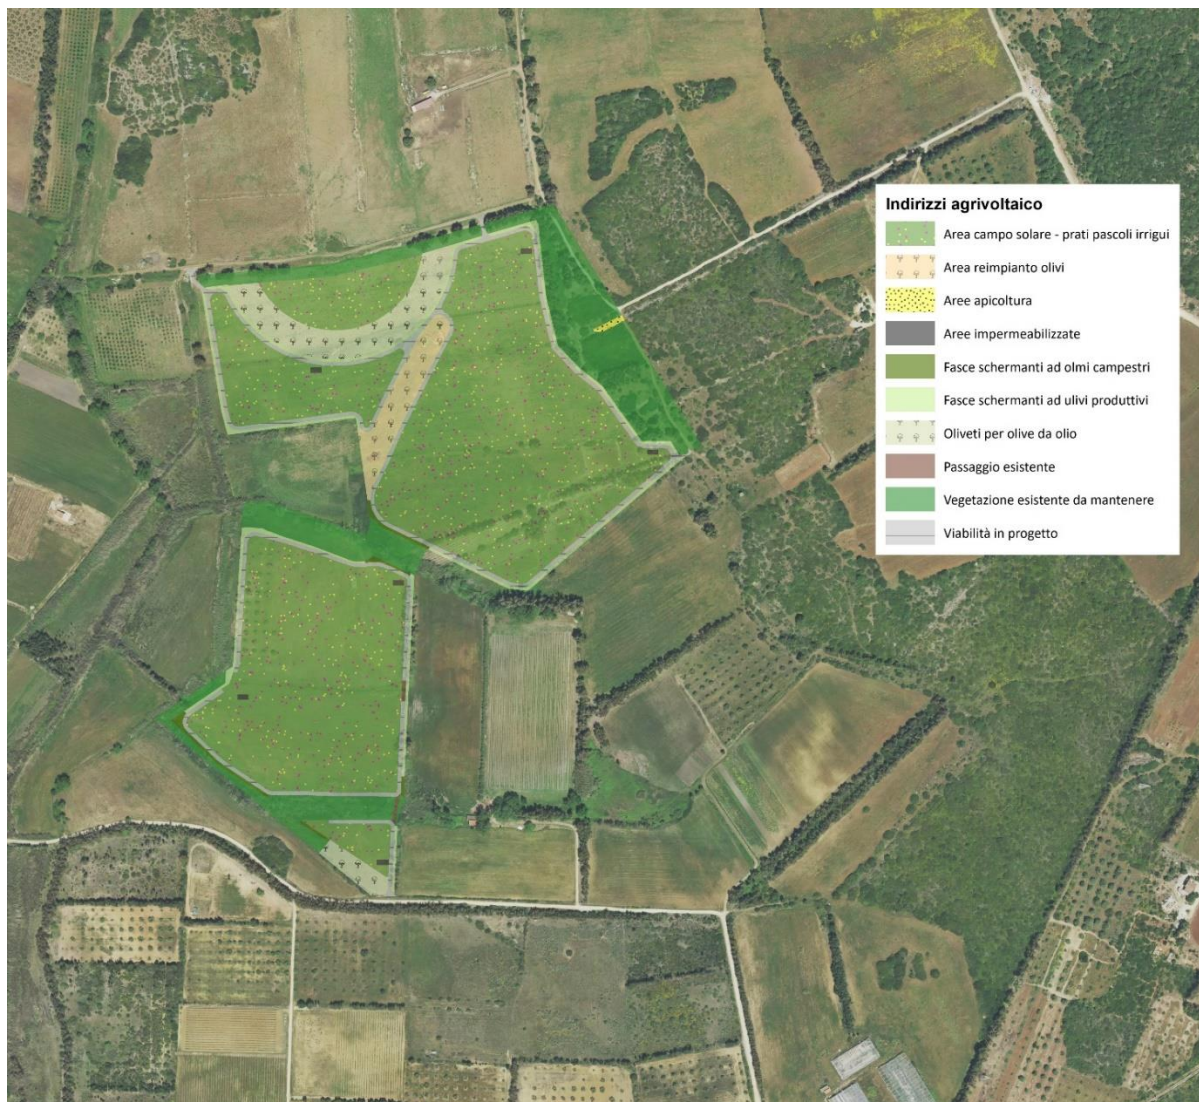 Indirizzi agrivoltaico
Area campo solare - prati pascoli irrigui
Area reimpianto olivi
Aree apicoltura
Aree impermeabilizzate
Fasce schermanti ad olmi campestri
Fasce schermanti ad ulivi produttivi
Oliveti per olive da olio
Passaggio esistente
Vegetazione esistente da mantenere
Viabilità in progetto